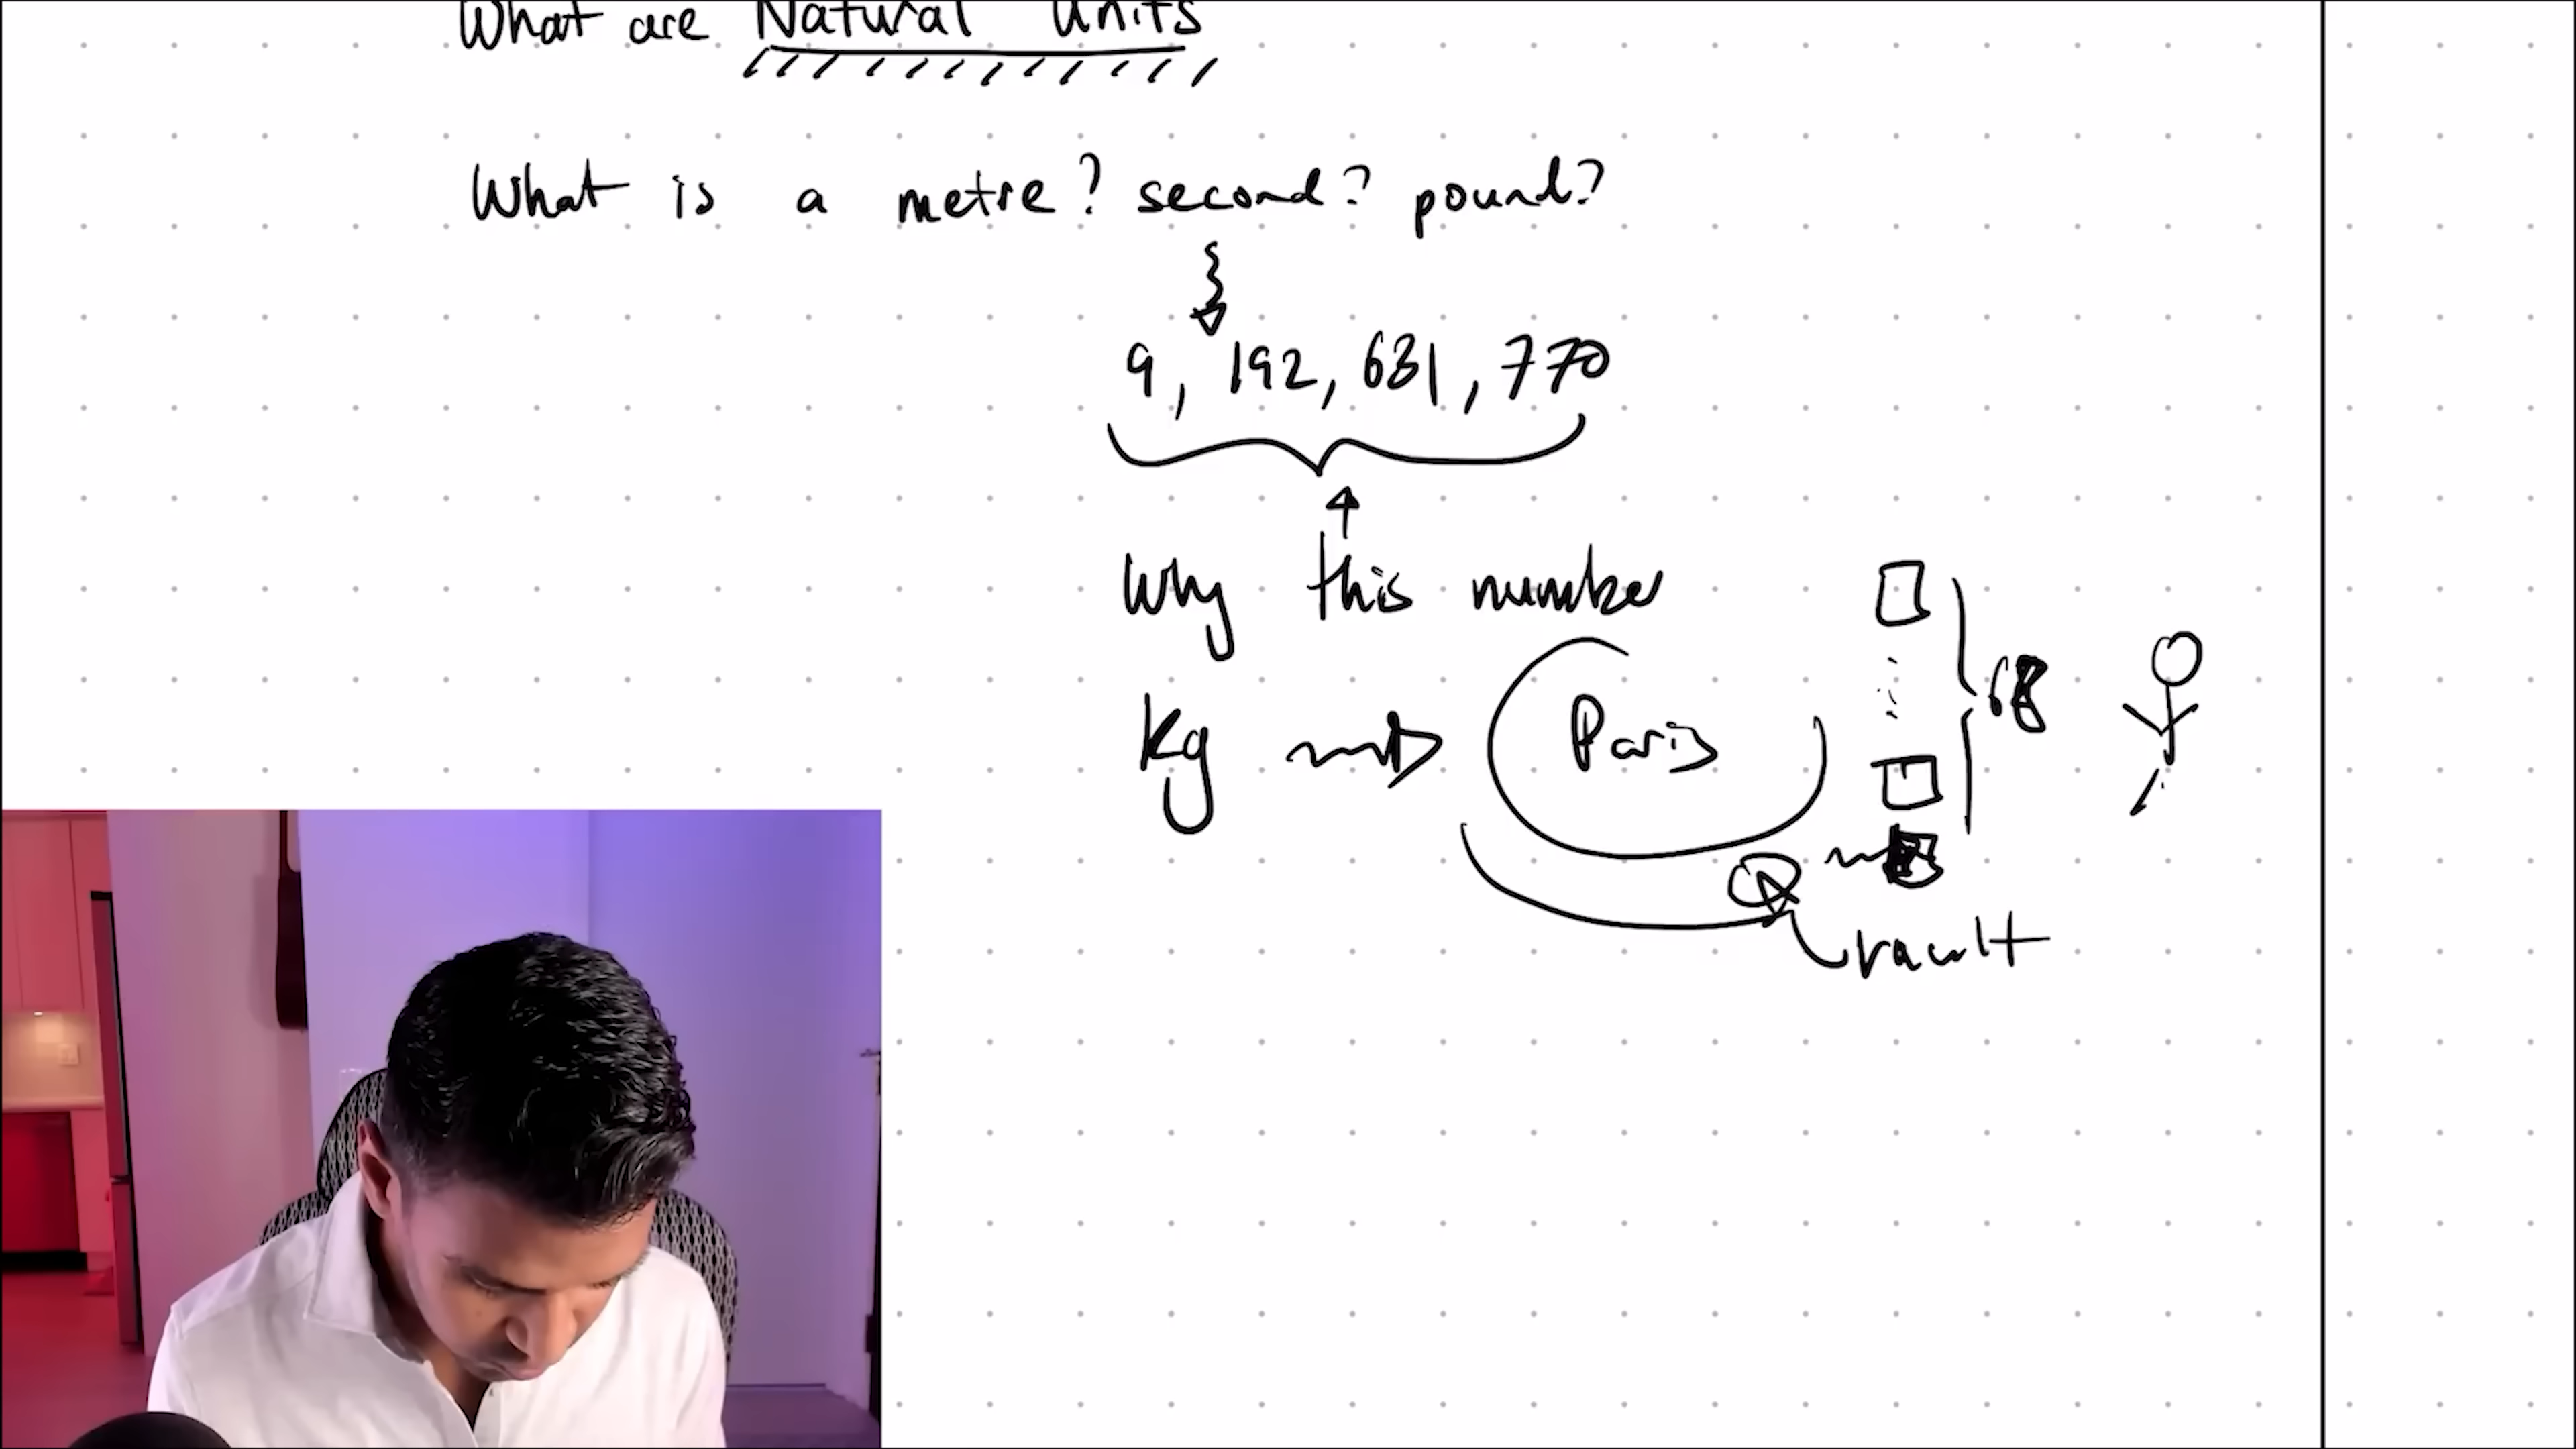 What are Natural Units
What is a metre? second? pound?
9, 192, 631, 770
why this number
kg Paris
68
vault